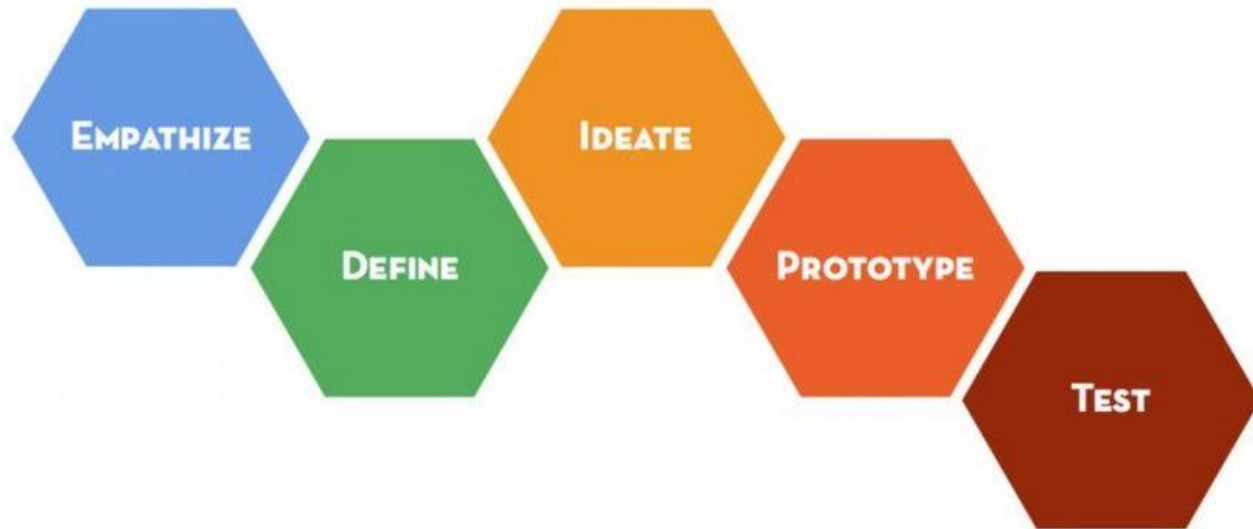 EMPATHIZE
DEFINE
IDEATE
PROTOTYPE
TEST